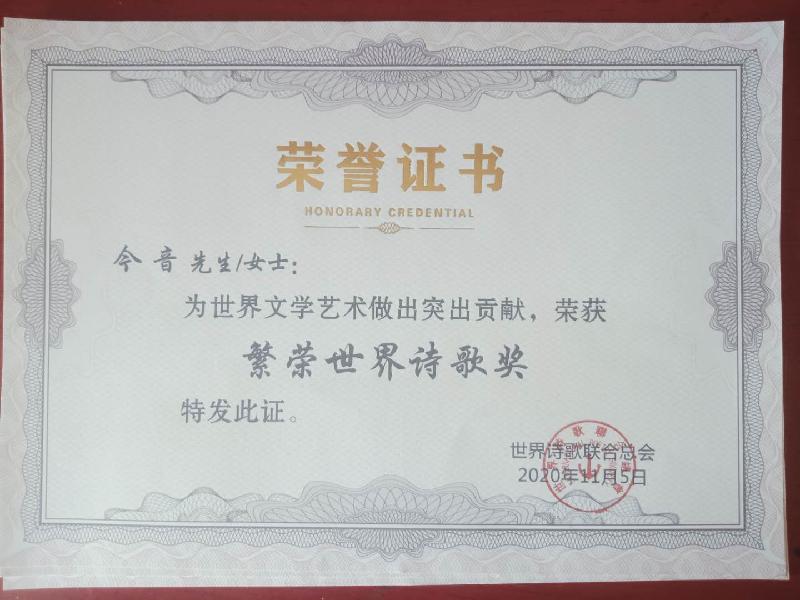 荣誉证书
HONORARY CREDENTIAL
今音先生/女士：
为世界文学艺术做出突出贡献，荣获
繁荣世界诗歌奖
特发此证。
世界诗歌联合总会
2020年11月5日